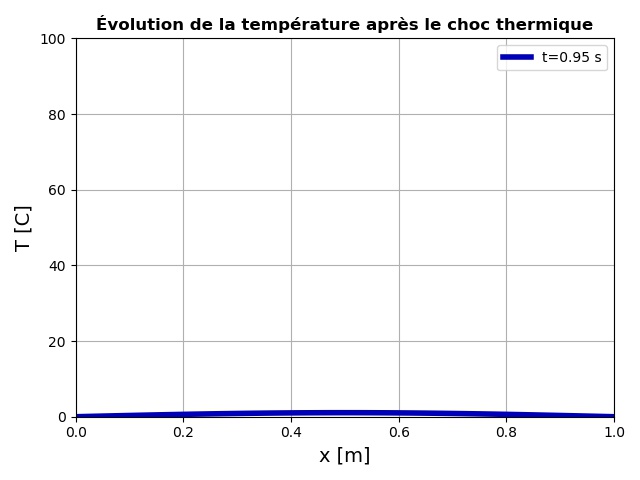 Évolution de la température après le choc thermique
t=0.95 s
T [C]
100
80
60
40
20
0
0.0 0.2 0.4 0.6 0.8 1.0
x [m]